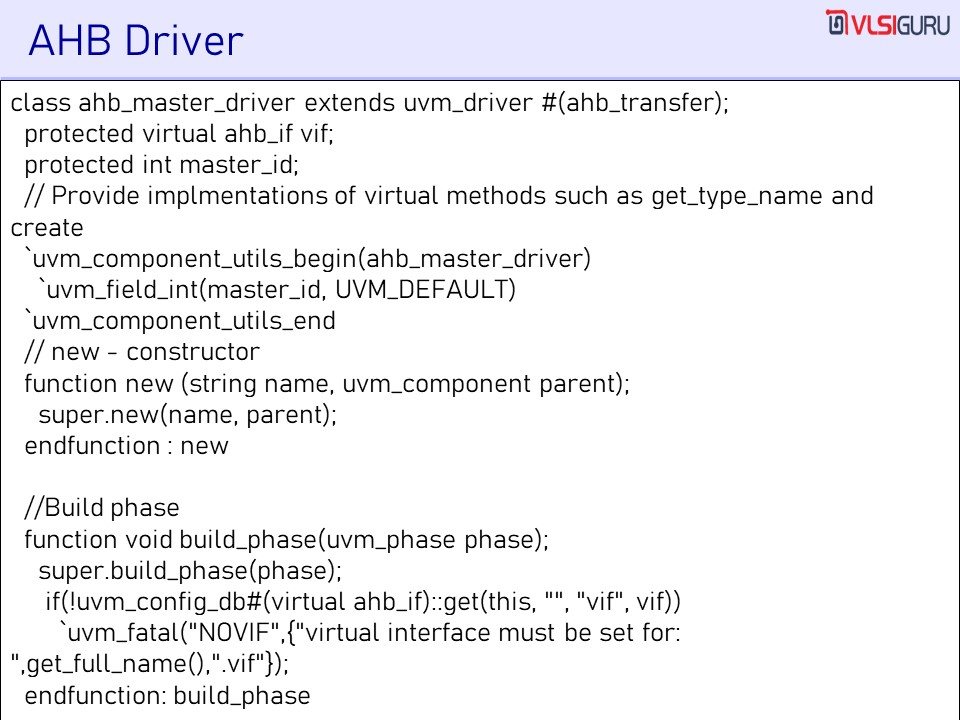 AHB Driver
VLSIGURU
class ahb_master_driver extends uvm_driver #(ahb_transfer);
protected virtual ahb_if vif;
protected int master_id;
// Provide implmentations of virtual methods such as get_type_name and
create
`uvm_component_utils_begin(ahb_master_driver)
`uvm_field_int(master_id, UVM_DEFAULT)
`uvm_component_utils_end
// new - constructor
function new (string name, uvm_component parent);
super.new(name, parent);
endfunction : new
//Build phase
function void build_phase(uvm_phase phase);
super.build_phase(phase);
if(!uvm_config_db#(virtual ahb_if)::get(this, "", "vif", vif))
`uvm_fatal("NOVIF",{"virtual interface must be set for:
",get_full_name(),".vif"});
endfunction: build_phase